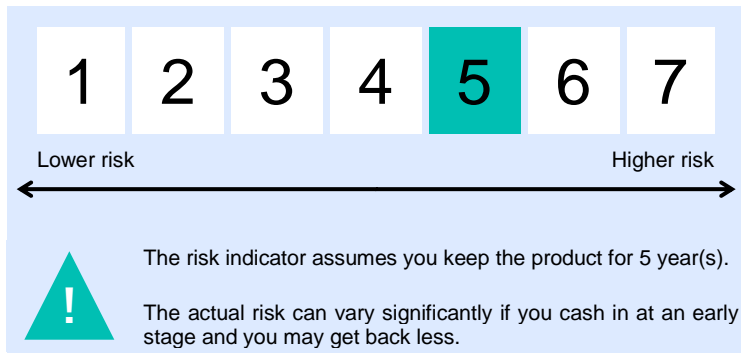 1 2 3 4 5 6 7
Lower risk Higher risk
The risk indicator assumes you keep the product for 5 year(s).
!
The actual risk can vary significantly if you cash in at an early
stage and you may get back less.